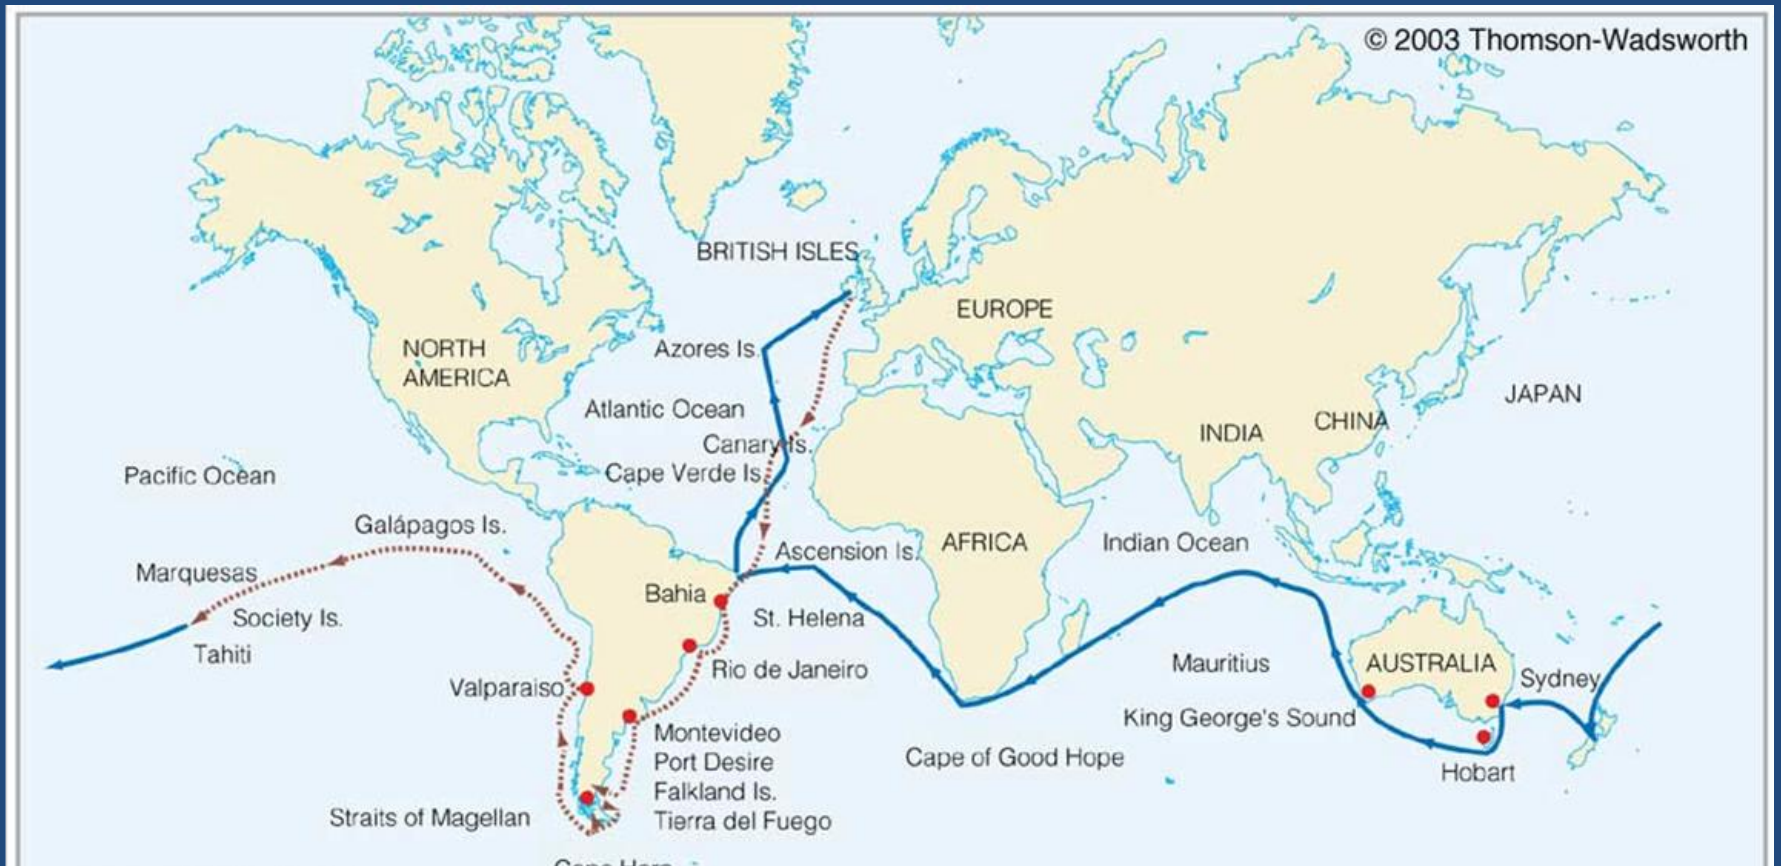 © 2003 Thomson-Wadsworth
BRITISH ISLES
EUROPE
NORTH
AMERICA
Azores Is.
JAPAN
Atlantic Ocean
CHINA
INDIA
Canary Is.
Cape Verde Is.
Pacific Ocean
Galápagos Is.
Ascension Is.
AFRICA
Indian Ocean
Marquesas
Bahia
Society Is.
St. Helena
Tahiti
Rio de Janeiro
Mauritius
AUSTRALIA
Sydney
Valparaiso
King George's Sound
Montevideo
Port Desire
Falkland Is.
Tierra del Fuego
Cape of Good Hope
Hobart
Straits of Magellan